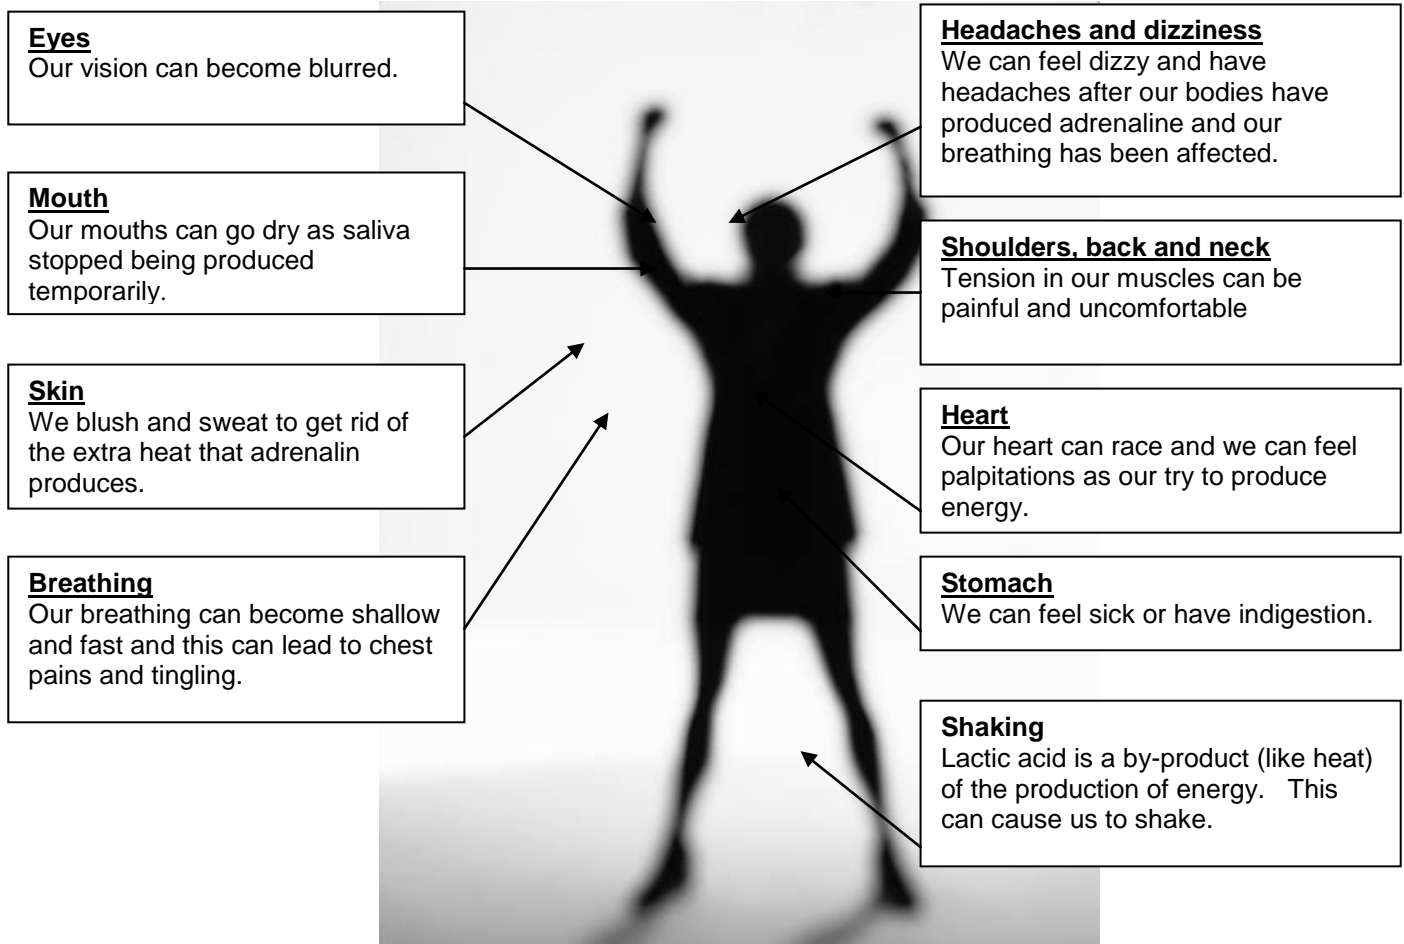 Eyes
Our vision can become blurred.
Mouth
Our mouths can go dry as saliva
stopped being produced
temporarily.
Skin
We blush and sweat to get rid of
the extra heat that adrenalin
produces.
Breathing
Our breathing can become shallow
and fast and this can lead to chest
pains and tingling.
Headaches and dizziness
We can feel dizzy and have
headaches after our bodies have
produced adrenaline and our
breathing has been affected.
Shoulders, back and neck
Tension in our muscles can be
painful and uncomfortable
Heart
Our heart can race and we can feel
palpitations as our try to produce
energy.
Stomach
We can feel sick or have indigestion.
Shaking
Lactic acid is a by-product (like heat)
of the production of energy.   This
can cause us to shake.